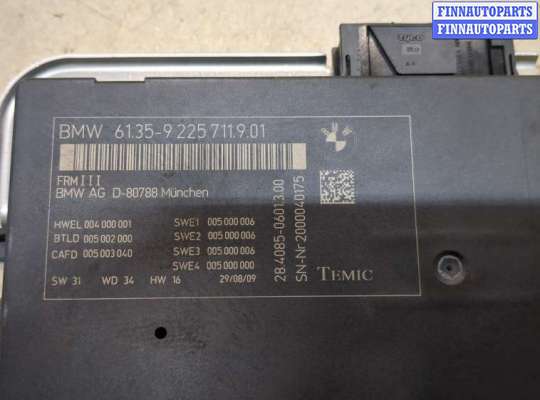 FINNAUTOPARTS
FINNAUTOPARTS
FINNAUTOPARTS
tyco
BMW 61.35-9 225 711.9.01
FRM III
BMW AG D-80788 München
HWEL 004 000 001
BTLD 005 002 000
CAFD 005 003 040
SWE1 005 000 006
SWE2 005 000 006
SWE3 005 000 006
SWE4 005 000 000
SW 31 WD 34 HW 16 29/08/09
28.4085-06013.00
SN-Nr2000040175
TEMIC